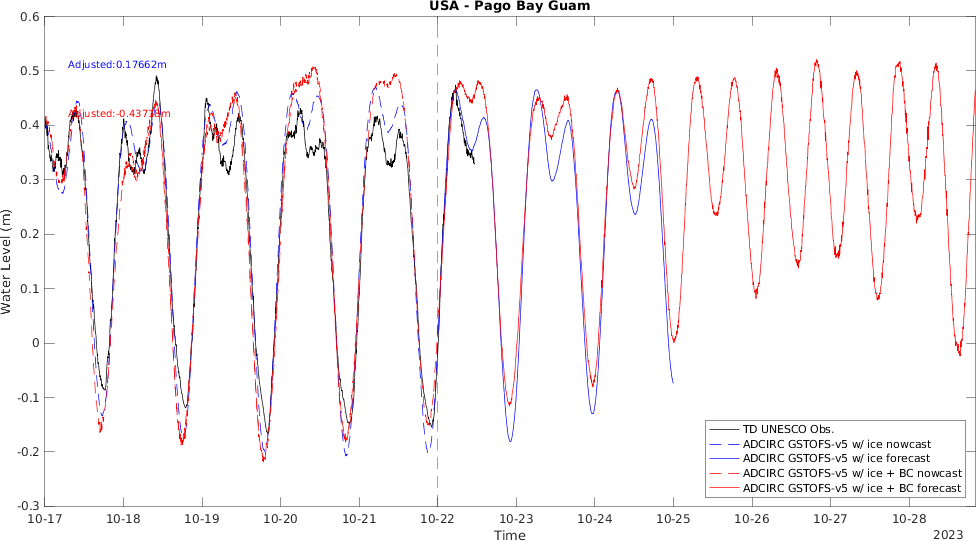 USA - Pago Bay Guam
Adjusted:0.17662m
Water Level (m)
0.6
0.5
0.4
0.3
0.2
0.1
0
-0.1
-0.2
-0.3
TD UNESCO Obs.
ADCIRC GSTOFS-v5 w/ ice nowcast
ADCIRC GSTOFS-v5 w/ ice forecast
ADCIRC GSTOFS-v5 w/ ice + BC nowcast
ADCIRC GSTOFS-v5 w/ ice + BC forecast
10-17 10-18 10-19 10-20 10-21 10-22 10-23 10-24 10-25 10-26 10-27 10-28
Time
2023